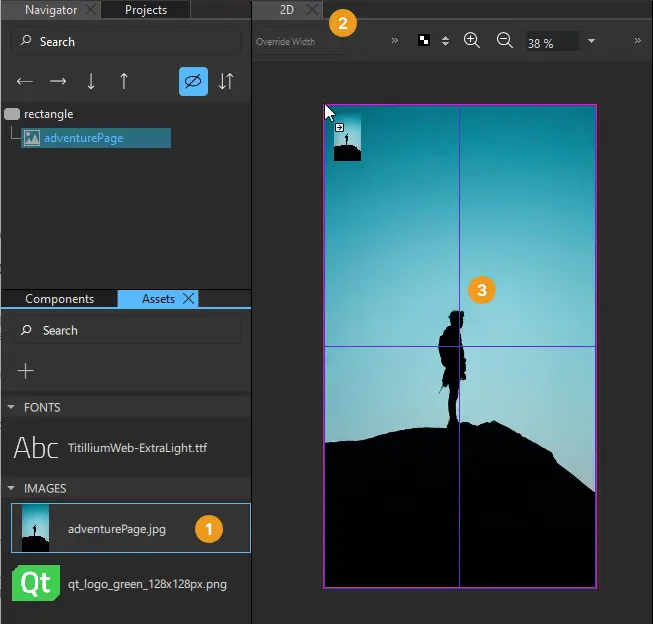 Navigator Projects
Search
rectangle
adventurePage
Components Assets
Search
FONTS
Abc TitilliumWeb-ExtraLight.ttf
IMAGES
adventurePage.jpg 1
Qt qt_logo_green_128x128px.png
2D
2
Override Width » 38 % »
3